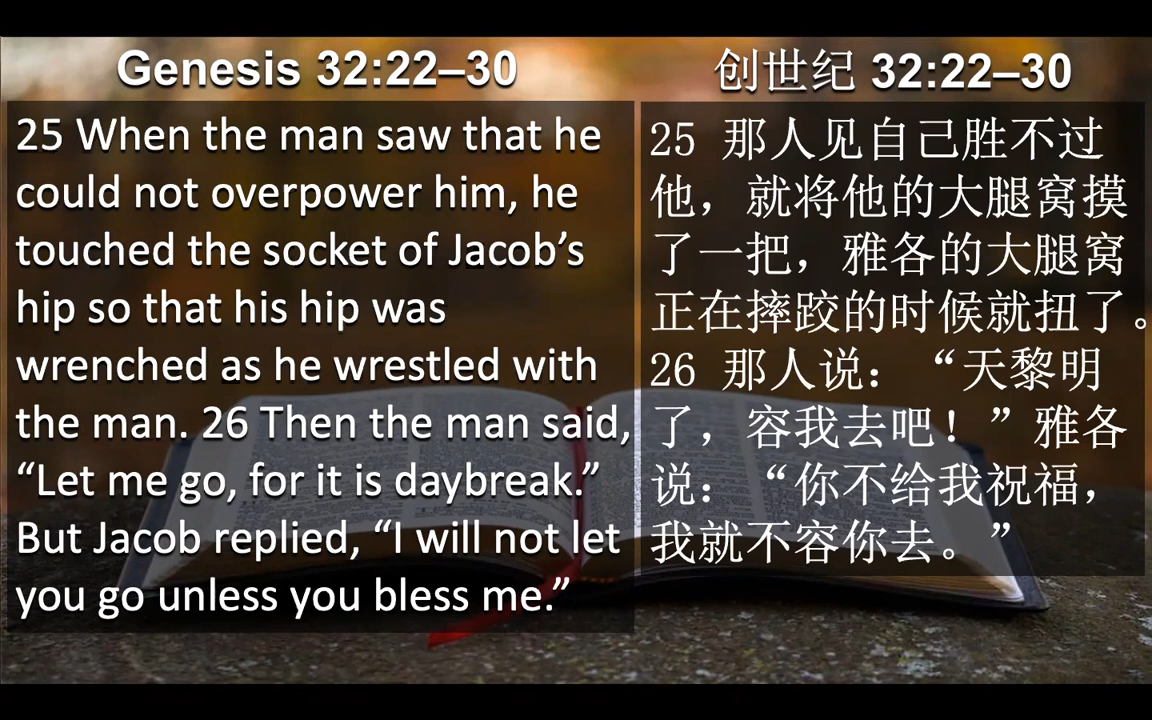 Genesis 32:22–30
25 When the man saw that he
could not overpower him, he
touched the socket of Jacob’s
hip so that his hip was
wrenched as he wrestled with
the man. 26 Then the man said,
“Let me go, for it is daybreak.”
But Jacob replied, “I will not let
you go unless you bless me.”
创世纪 32:22–30
25 那人见自己胜不过
他，就将他的大腿窝摸
了一把，雅各的大腿窝
正在摔跤的时候就扭了。
26 那人说：“天黎明
了，容我去吧！”雅各
说：“你不给我祝福，
我就不容你去。”